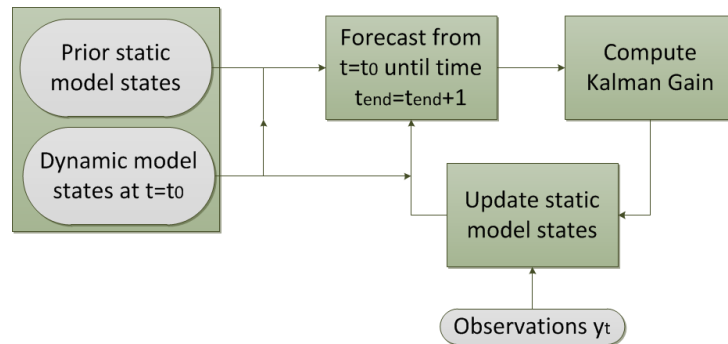 Prior static
model states
Dynamic model
states at t=t0
Forecast from
t=t0 until time
tend=tend+1
Compute
Kalman Gain
Update static
model states
Observations yt